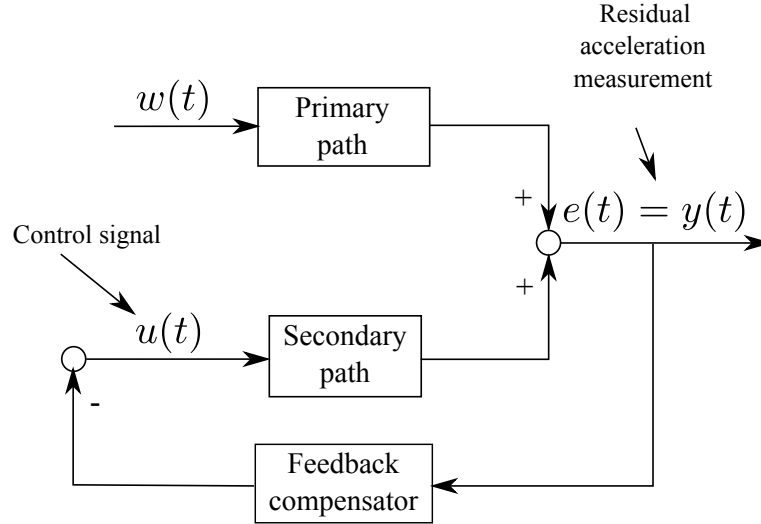 Residual
acceleration
measurement
w(t)
Primary
path
+
e(t) = y(t)
Control signal
+
u(t)
Secondary
path
-
Feedback
compensator